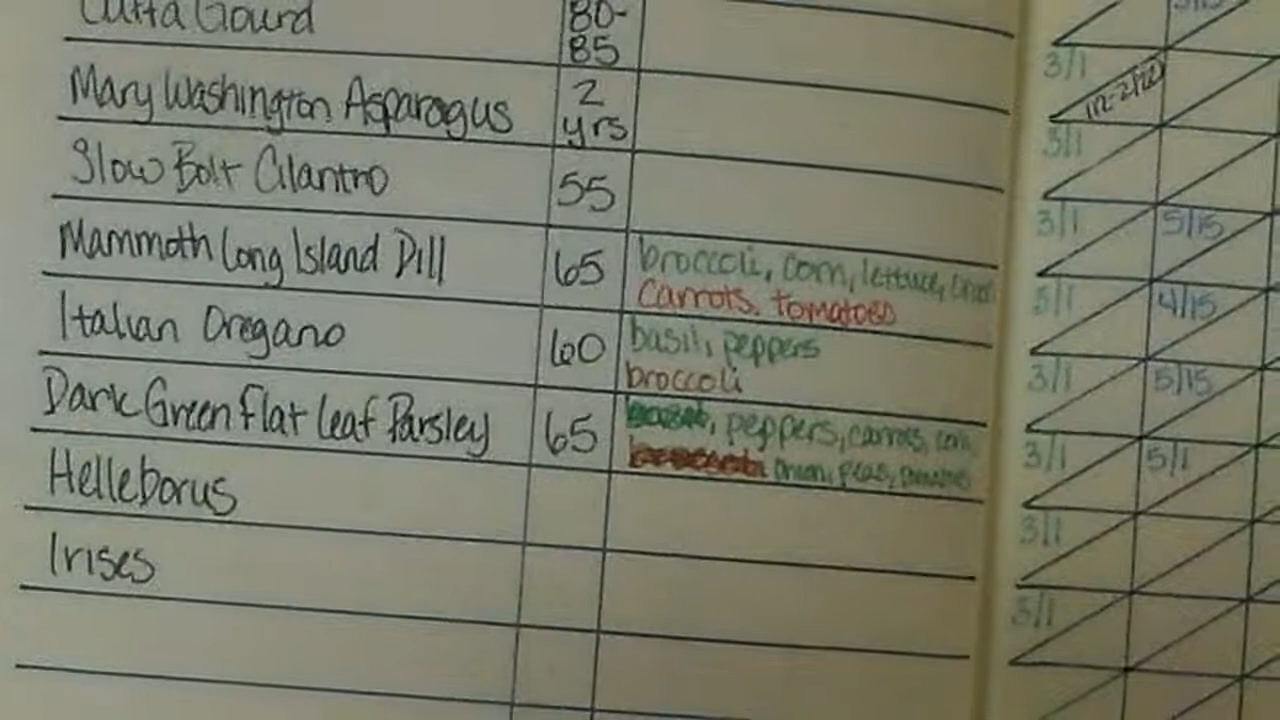 Gourd 80-
85
3/1
Mary Washington Asparagus 2 yrs
3/1
Slow Bolt Cilantro 55
3/1 5/15
Mammoth Long Island Dill 65 broccoli, corn, lettuce,
carrots, tomatoes
3/1 4/15
Italian Oregano 60 basil, peppers
broccoli
3/1 5/15
Dark Green Flat Leaf Parsley 65 peppers, carrots, corn,
onion, peas, tomatoes
3/1 5/1
Helleborus
3/1
Irises
3/1